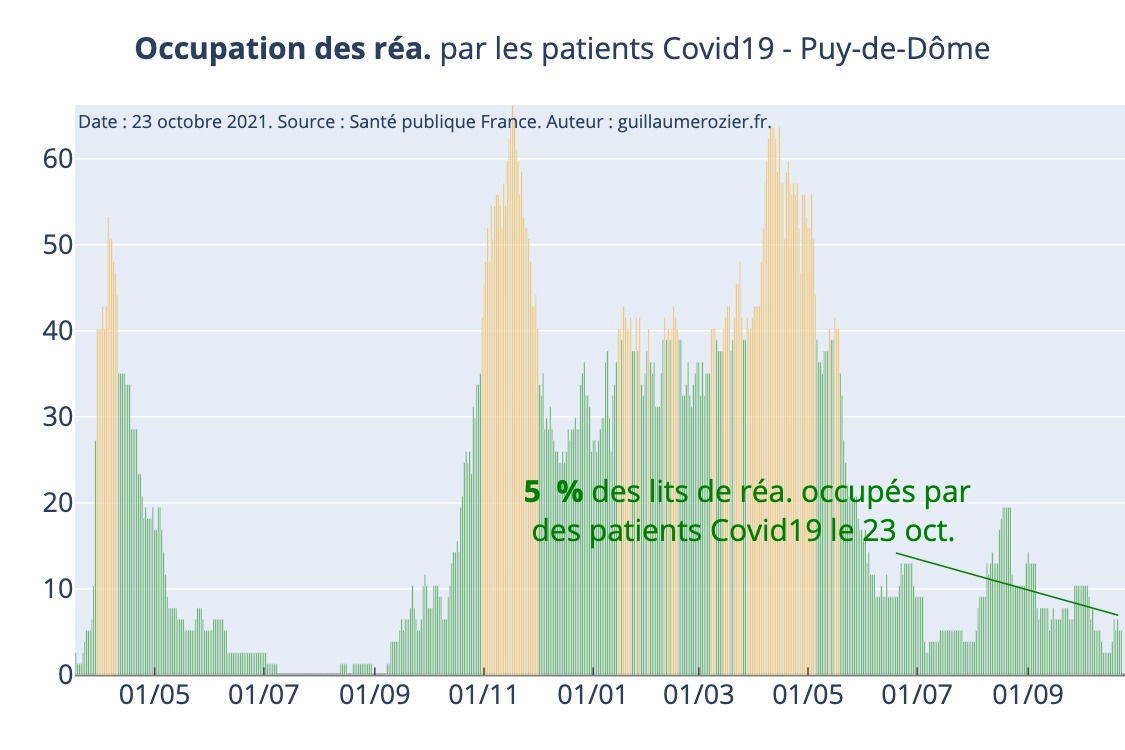 Occupation des réa. par les patients Covid19 - Puy-de-Dôme
Date : 23 octobre 2021. Source : Santé publique France. Auteur : guillaumerozier.fr.
60
50
40
30
20
10
0
5 % des lits de réa. occupés par
des patients Covid19 le 23 oct.
01/05 01/07 01/09 01/11 01/01 01/03 01/05 01/07 01/09